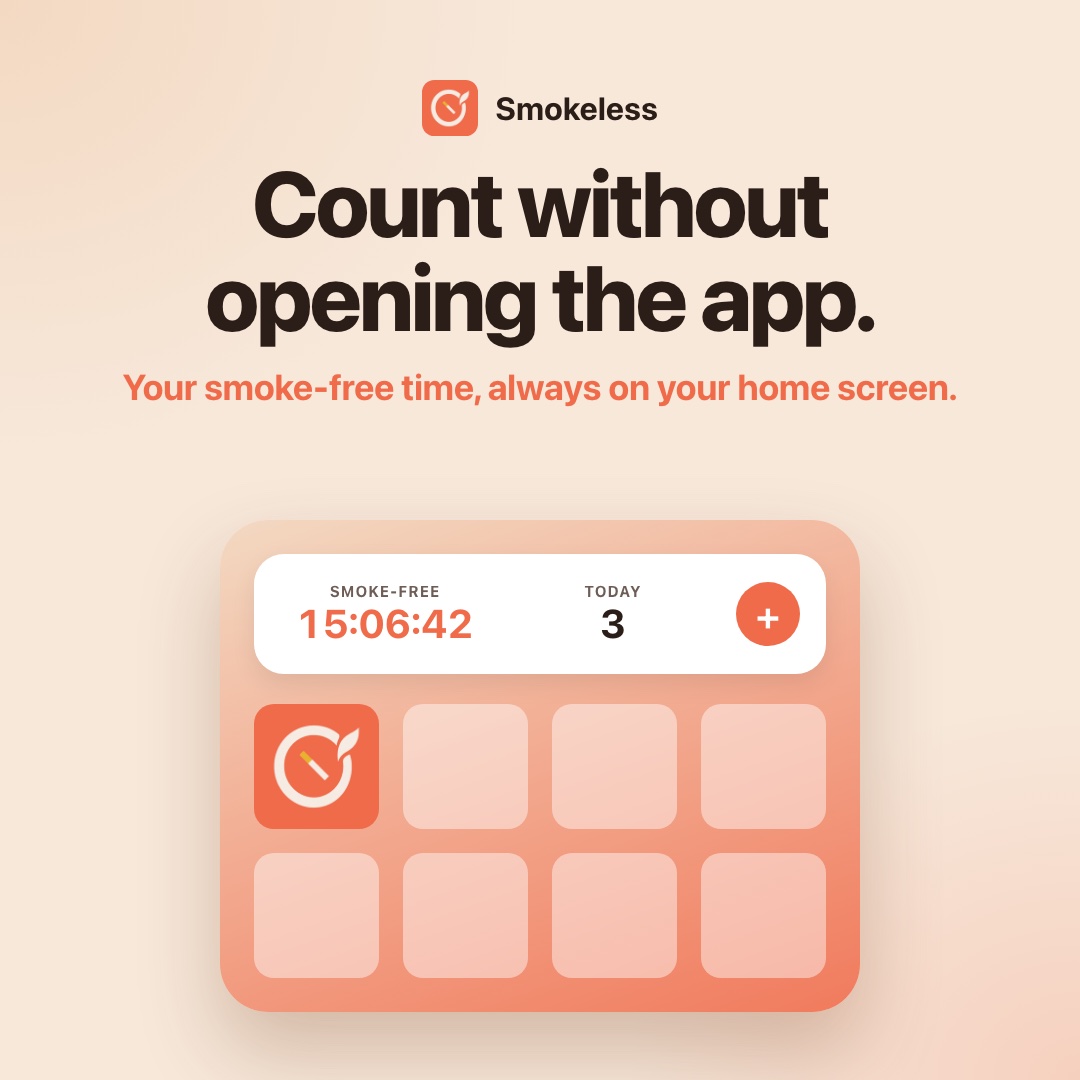 Smokeless
Count without
opening the app.
Your smoke-free time, always on your home screen.
SMOKE-FREE
15:06:42
TODAY
3
+